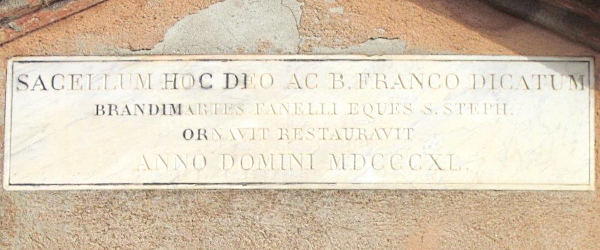 SACELLUM HOC DEO AC B. FRANCO DICATUM
BRANDIMARTES FANELLI EQUES S. STEPH.
ORNAVIT RESTAURAVIT
ANNO DOMINI MDCCCXL.